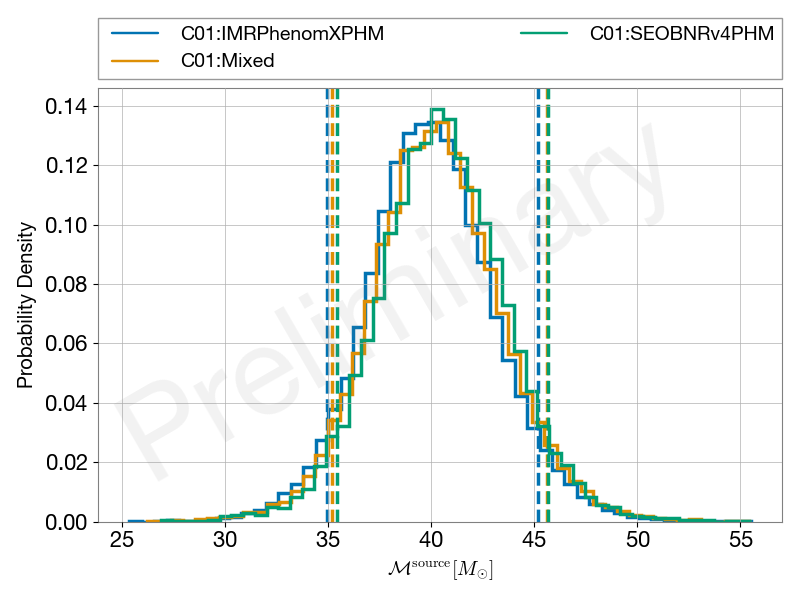 C01:IMRPhenomXPHM
C01:Mixed
C01:SEOBNRv4PHM
Preliminary
Probability Density
0.14
0.12
0.10
0.08
0.06
0.04
0.02
0.00
25 30 35 40 45 50 55
ℳ^source [M_⊙]